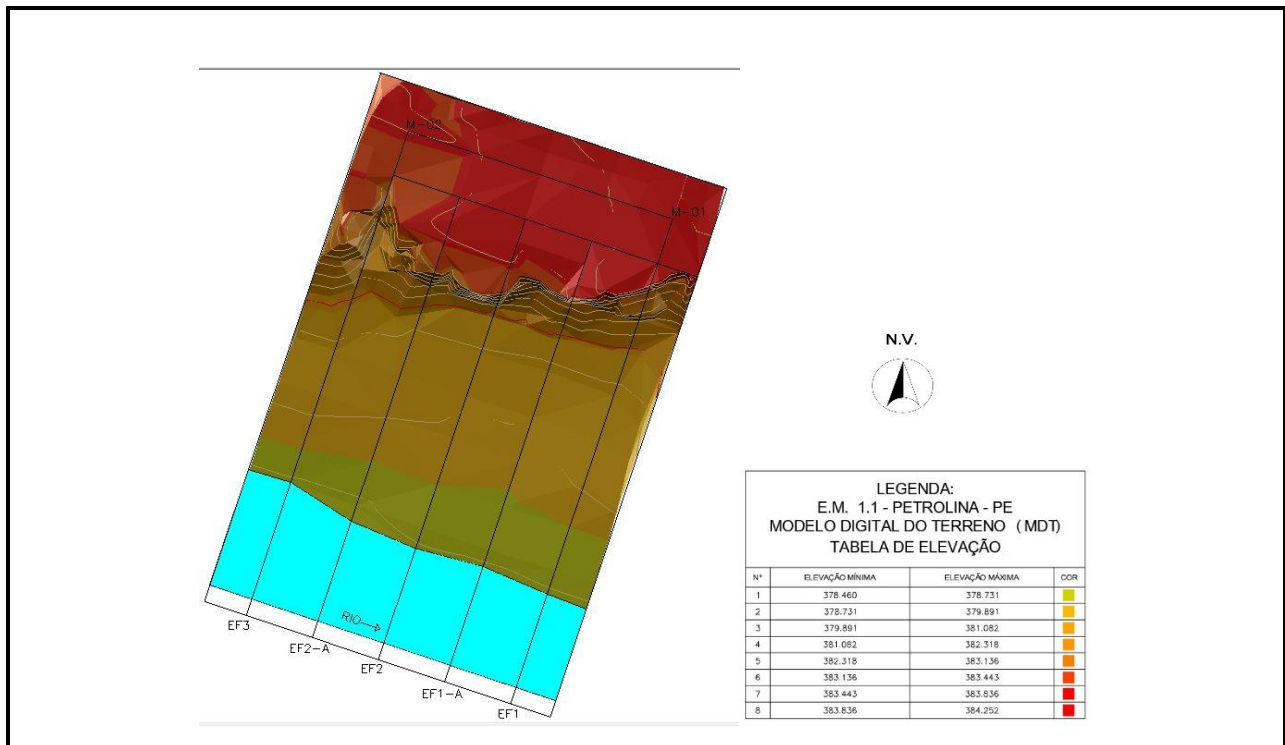 M-02
M-01
N.V.
RIO
EF3
EF2-A
EF2
EF1-A
EF1
LEGENDA:
E.M. 1.1 - PETROLINA - PE
MODELO DIGITAL DO TERRENO (MDT)
TABELA DE ELEVAÇÃO
N° ELEVAÇÃO MÍNIMA ELEVAÇÃO MÁXIMA COR
1 378.460 378.731
2 378.731 379.891
3 379.891 381.082
4 381.082 382.318
5 382.318 383.136
6 383.136 383.443
7 383.443 383.836
8 383.836 384.252